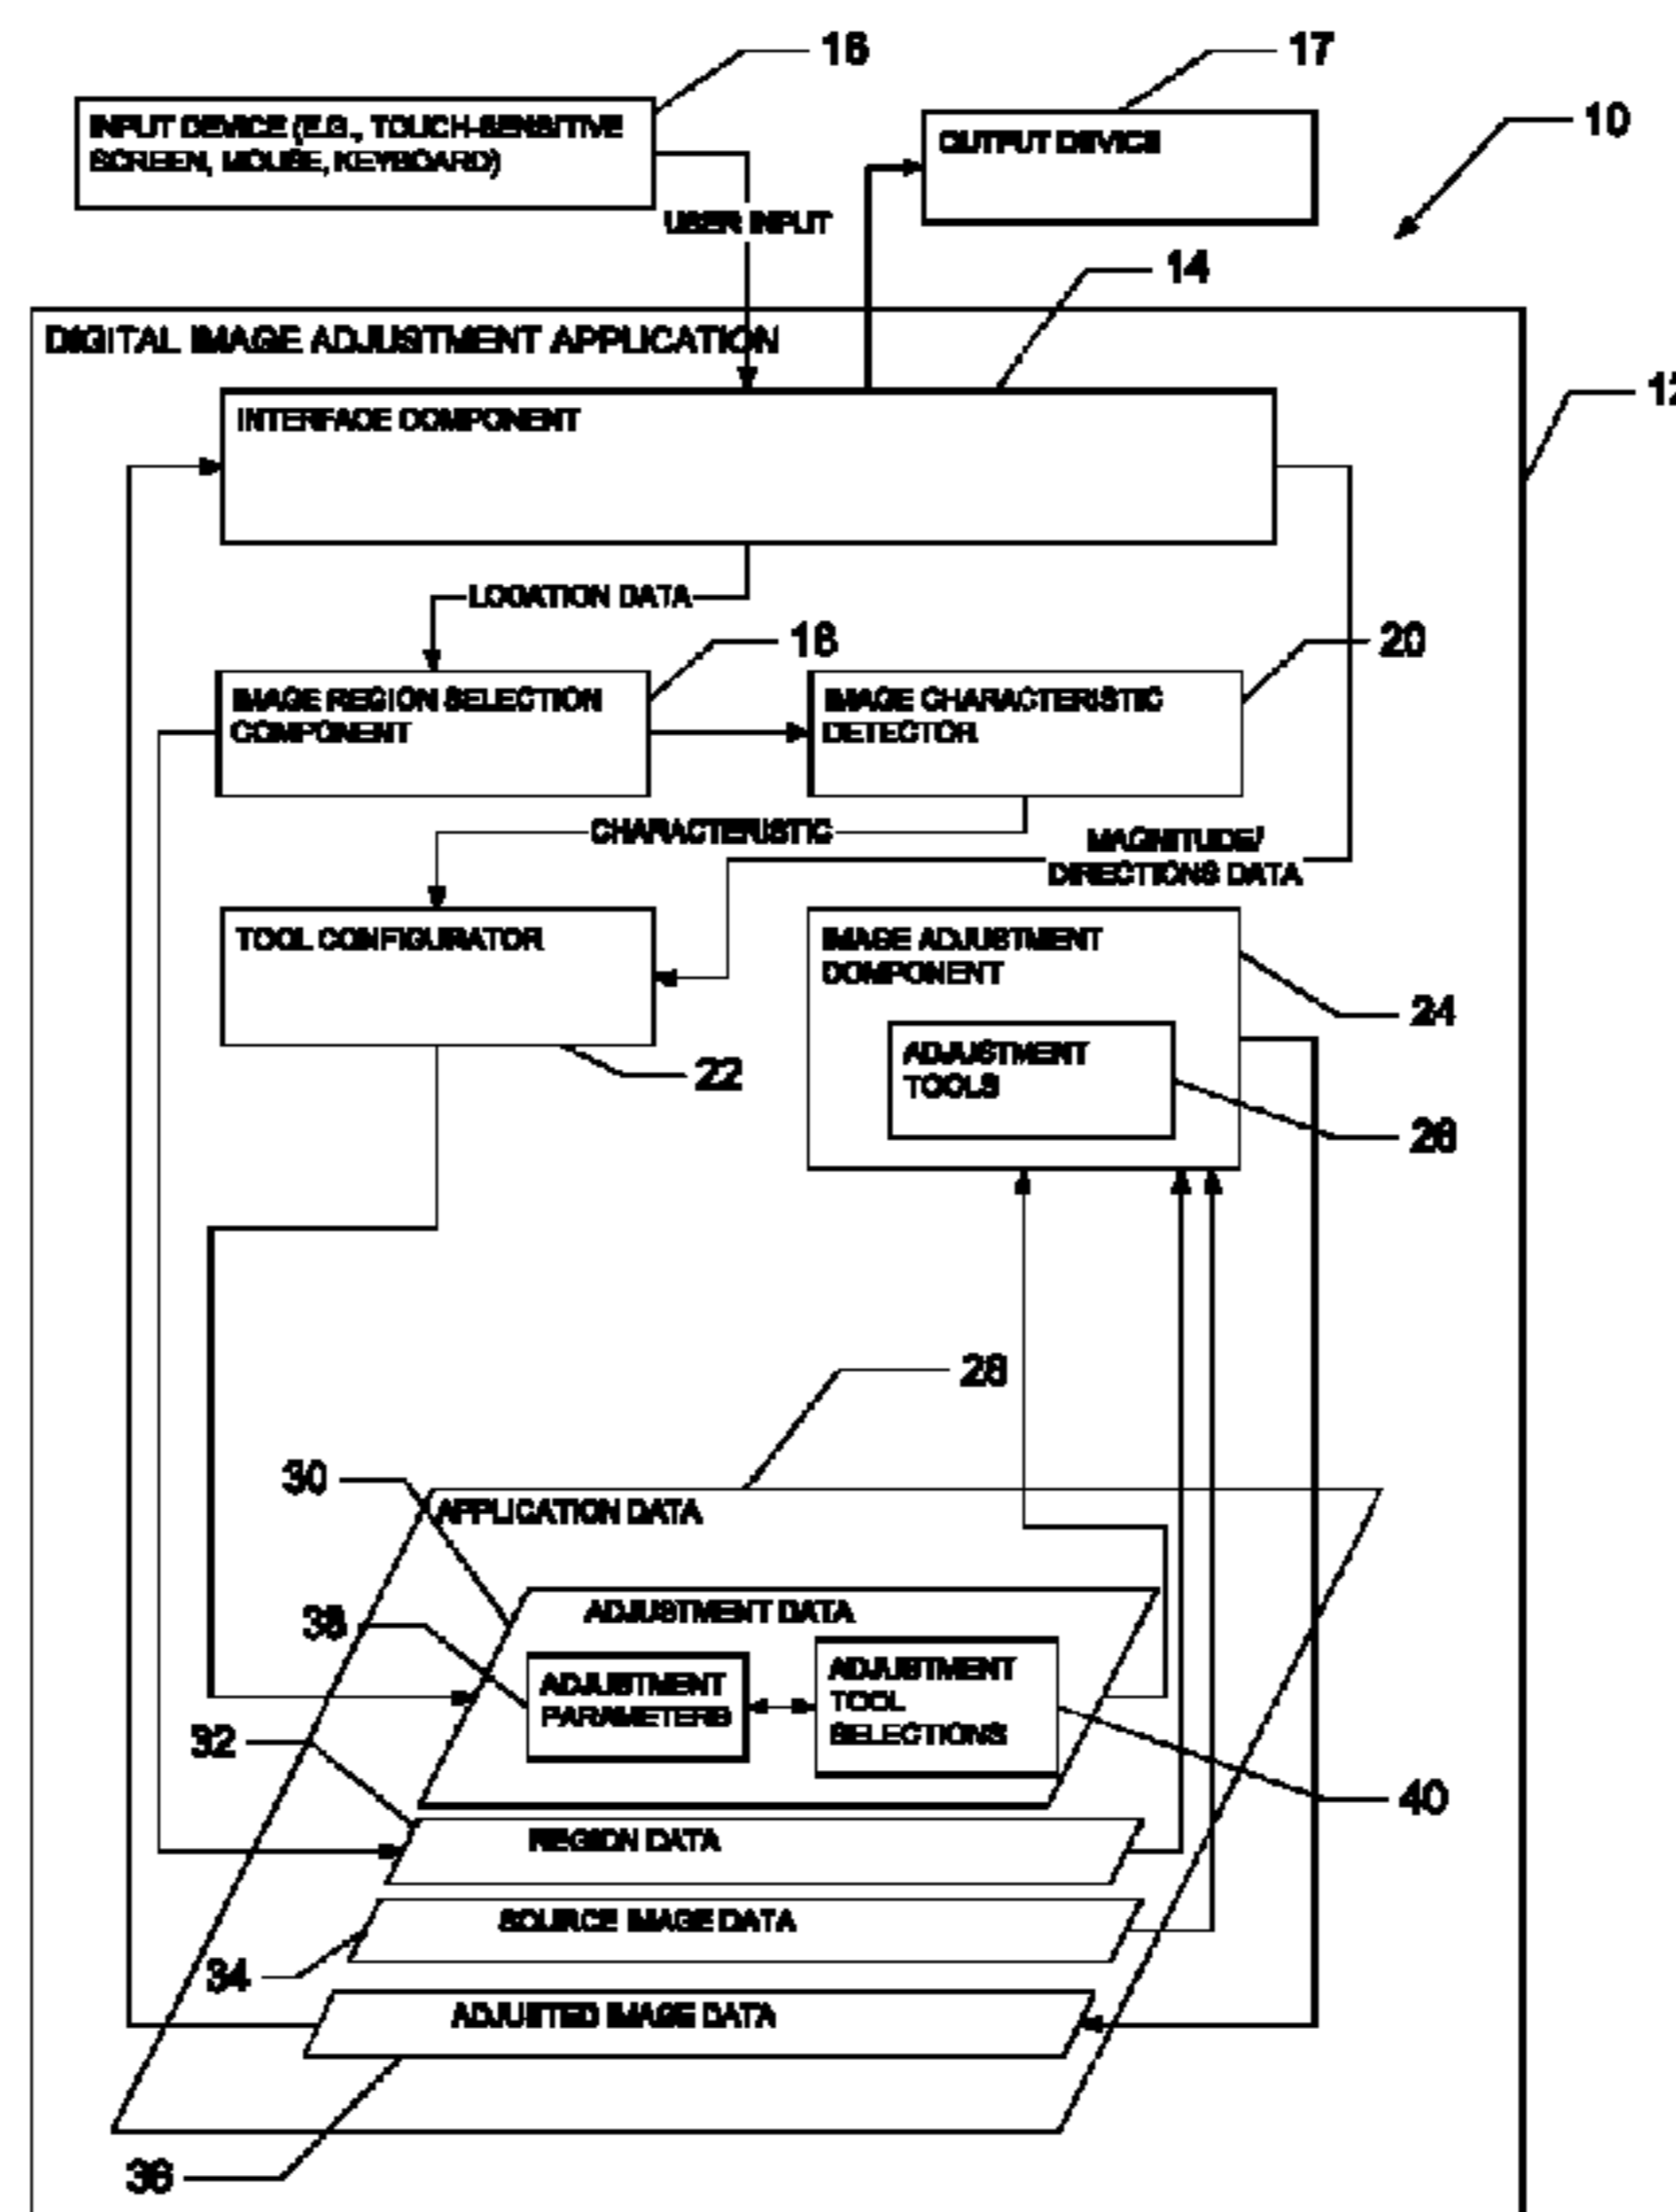 16
17
10
INPUT DEVICE (E.G., TOUCH-SENSITIVE
SCREEN, MOUSE, KEYBOARD)
OUTPUT DEVICE
USER INPUT
14
DIGITAL IMAGE ADJUSTMENT APPLICATION
12
INTERFACE COMPONENT
LOCATION DATA
18
20
IMAGE REGION SELECTION
COMPONENT
IMAGE CHARACTERISTIC
DETECTOR
CHARACTERISTIC
MAGNITUDE/
DIRECTIONS DATA
TOOL CONFIGURATOR
IMAGE ADJUSTMENT
COMPONENT
24
ADJUSTMENT
TOOLS
22
26
28
30
APPLICATION DATA
38
ADJUSTMENT DATA
ADJUSTMENT
PARAMETERS
ADJUSTMENT
TOOL
SELECTIONS
32
40
REGION DATA
SOURCE IMAGE DATA
34
ADJUSTED IMAGE DATA
36